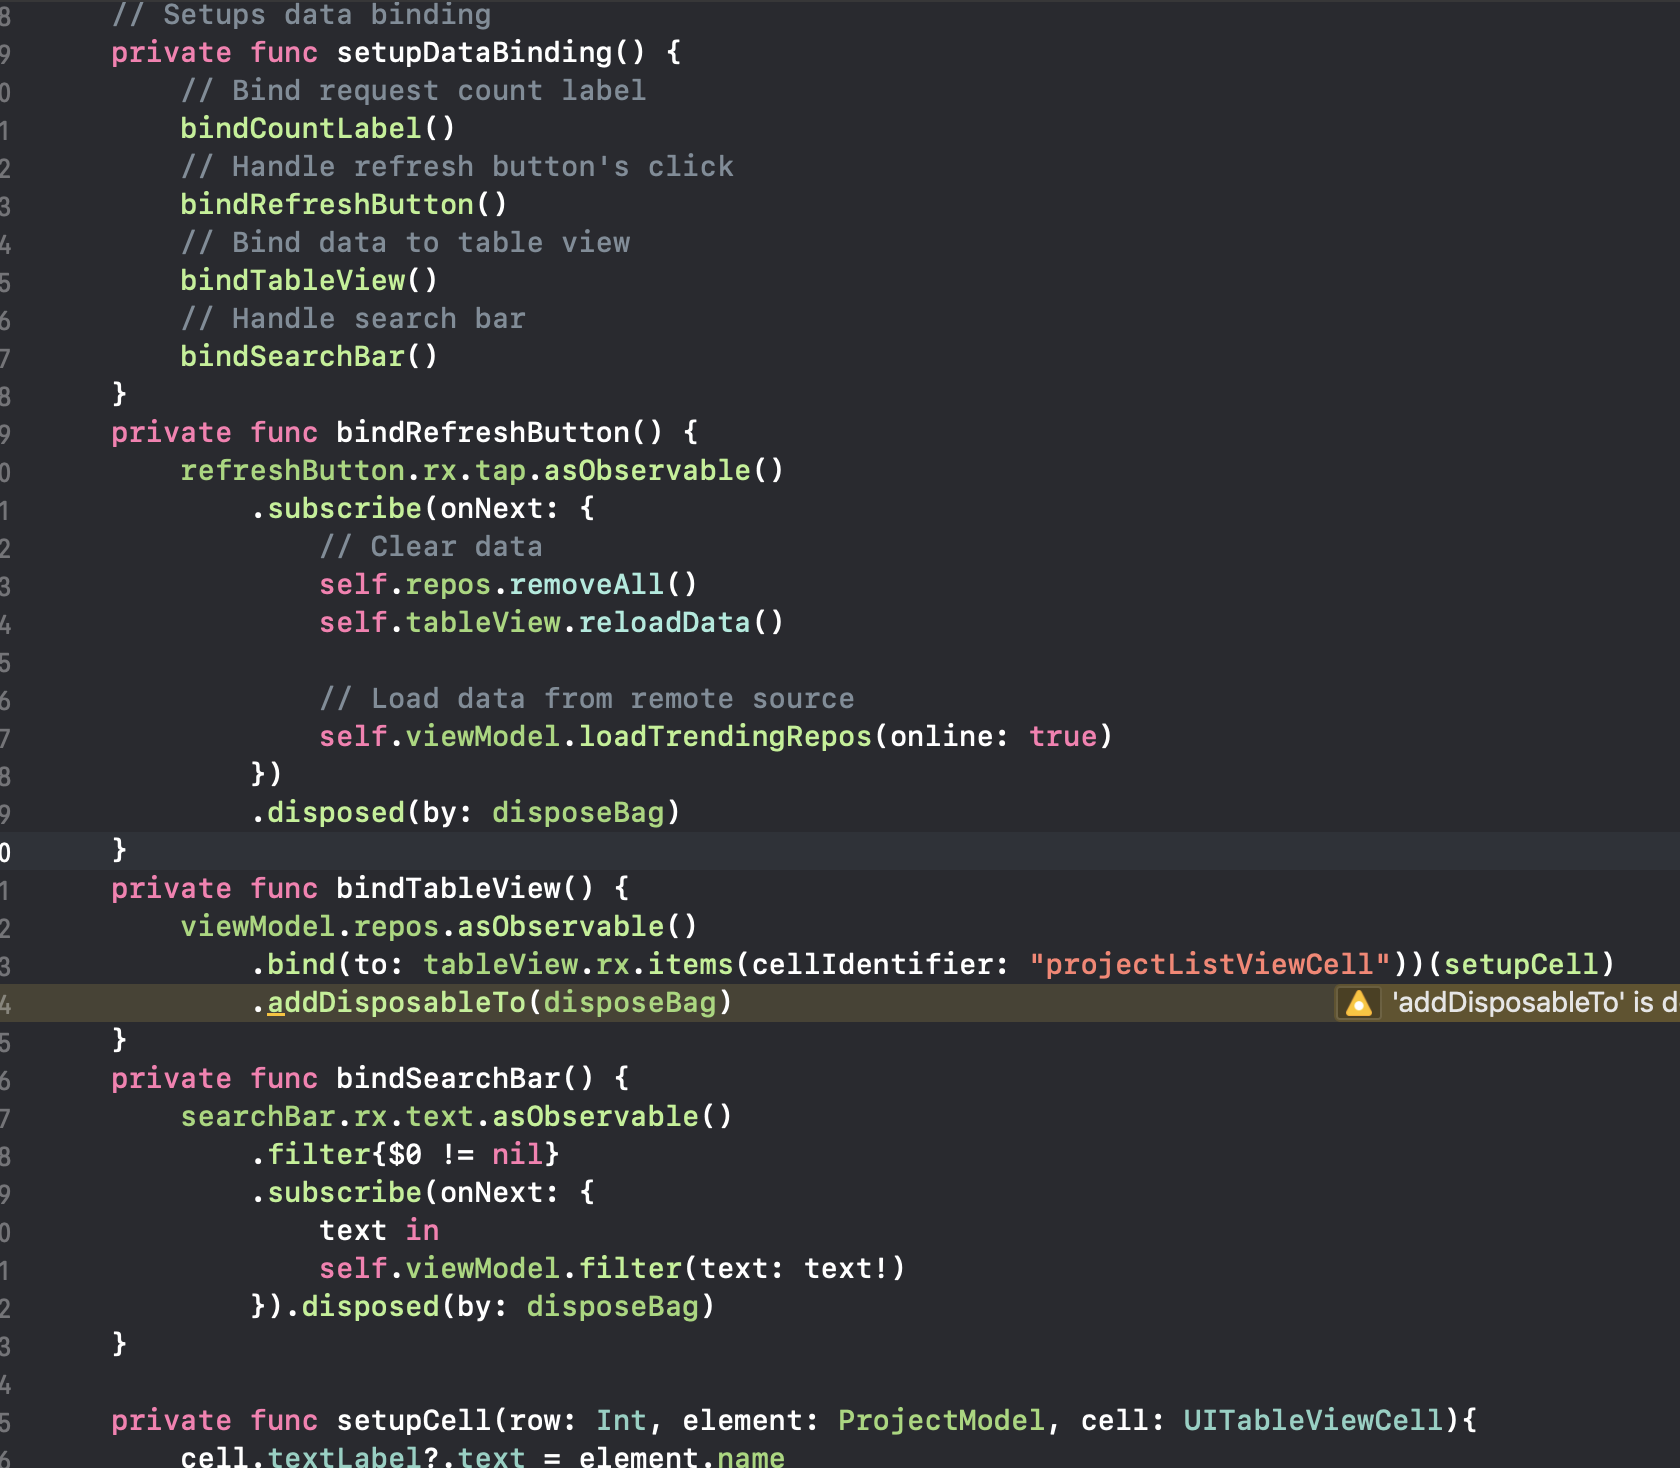 8 // Setups data binding
9 private func setupDataBinding() {
0 // Bind request count label
1 bindCountLabel()
2 // Handle refresh button's click
3 bindRefreshButton()
4 // Bind data to table view
5 bindTableView()
6 // Handle search bar
7 bindSearchBar()
8 }
9 private func bindRefreshButton() {
0 refreshButton.rx.tap.asObservable()
1 .subscribe(onNext: {
2 // Clear data
3 self.repos.removeAll()
4 self.tableView.reloadData()
5
6 // Load data from remote source
7 self.viewModel.loadTrendingRepos(online: true)
8 })
9 .disposed(by: disposeBag)
0 }
1 private func bindTableView() {
2 viewModel.repos.asObservable()
3 .bind(to: tableView.rx.items(cellIdentifier: "projectListViewCell"))(setupCell)
4 .addDisposableTo(disposeBag) 'addDisposableTo' is d
5 }
6 private func bindSearchBar() {
7 searchBar.rx.text.asObservable()
8 .filter{$0 != nil}
9 .subscribe(onNext: {
0 text in
1 self.viewModel.filter(text: text!)
2 }).disposed(by: disposeBag)
3 }
4
5 private func setupCell(row: Int, element: ProjectModel, cell: UITableViewCell){
6 cell.textLabel?.text = element.name